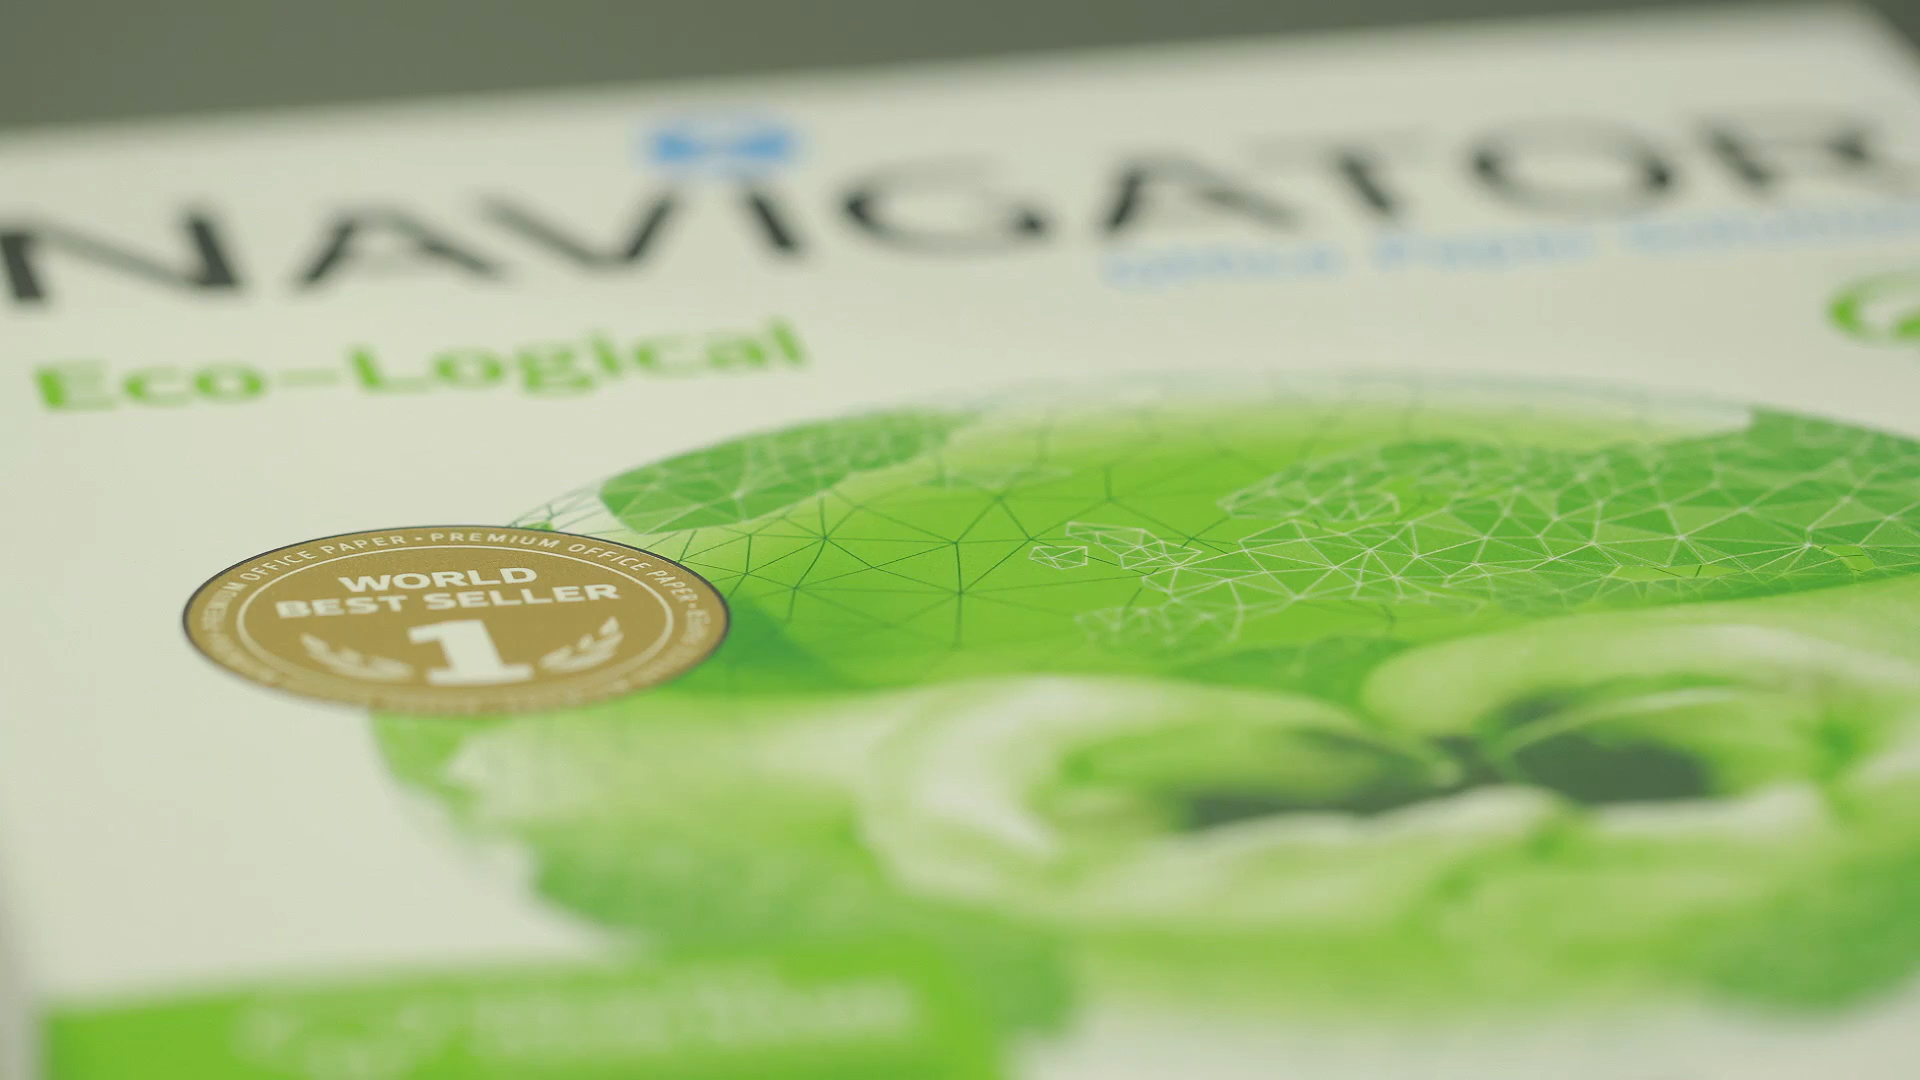 NAVIGATOR
Eco-Logical
PREMIUM OFFICE PAPER • PREMIUM OFFICE PAPER •
WORLD
BEST SELLER
1